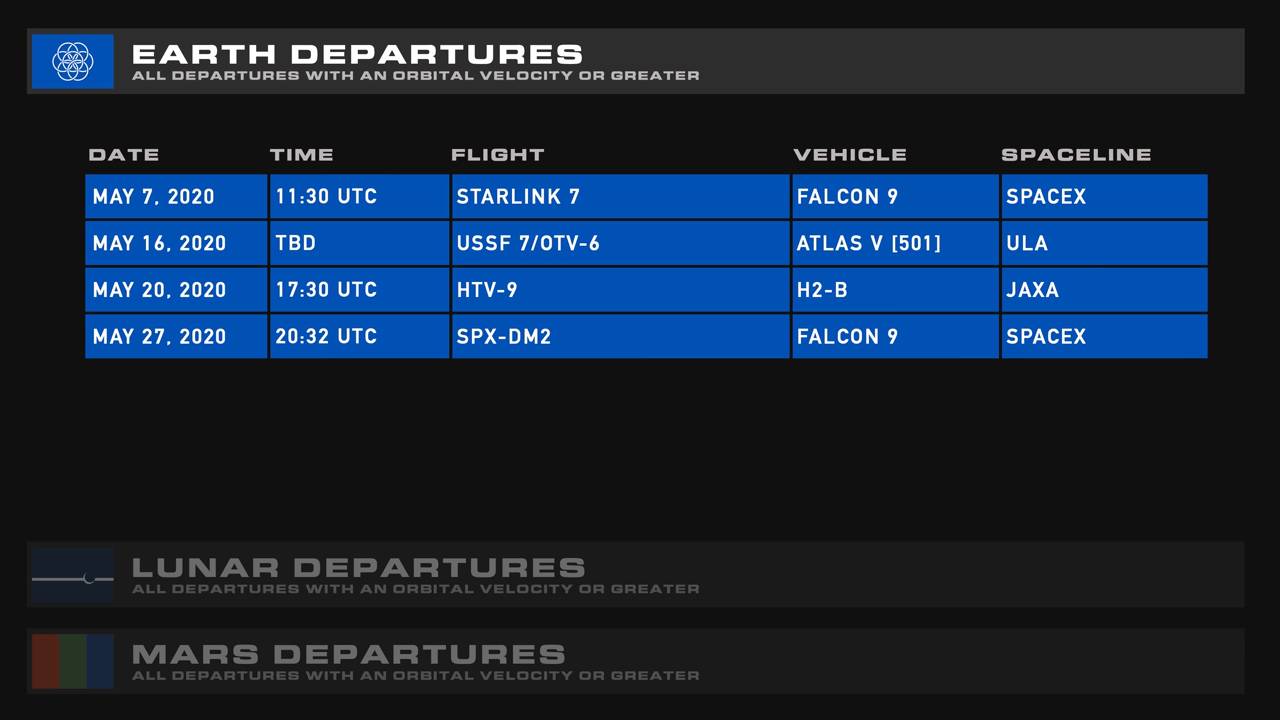 EARTH DEPARTURES
ALL DEPARTURES WITH AN ORBITAL VELOCITY OR GREATER
DATE TIME FLIGHT VEHICLE SPACELINE
MAY 7, 2020 11:30 UTC STARLINK 7 FALCON 9 SPACEX
MAY 16, 2020 TBD USSF 7/OTV-6 ATLAS V [501] ULA
MAY 20, 2020 17:30 UTC HTV-9 H2-B JAXA
MAY 27, 2020 20:32 UTC SPX-DM2 FALCON 9 SPACEX
LUNAR DEPARTURES
ALL DEPARTURES WITH AN ORBITAL VELOCITY OR GREATER
MARS DEPARTURES
ALL DEPARTURES WITH AN ORBITAL VELOCITY OR GREATER